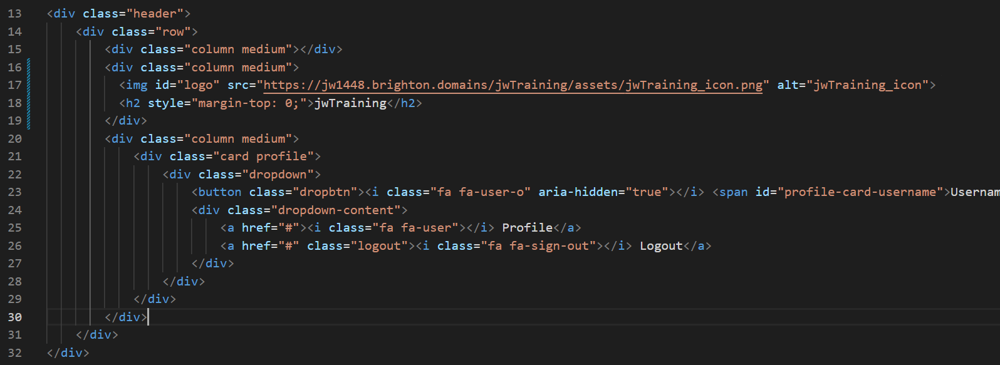 13 <div class="header">
14 <div class="row">
15 <div class="column medium"></div>
16 <div class="column medium">
17 <img id="logo" src="https://jw1448.brighton.domains/jwTraining/assets/jwTraining_icon.png" alt="jwTraining_icon">
18 <h2 style="margin-top: 0;">jwTraining</h2>
19 </div>
20 <div class="column medium">
21 <div class="card profile">
22 <div class="dropdown">
23 <button class="dropbtn"><i class="fa fa-user-o" aria-hidden="true"></i> <span id="profile-card-username">Usernam
24 <div class="dropdown-content">
25 <a href="#"><i class="fa fa-user"></i> Profile</a>
26 <a href="#" class="logout"><i class="fa fa-sign-out"></i> Logout</a>
27 </div>
28 </div>
29 </div>
30 </div>
31 </div>
32 </div>